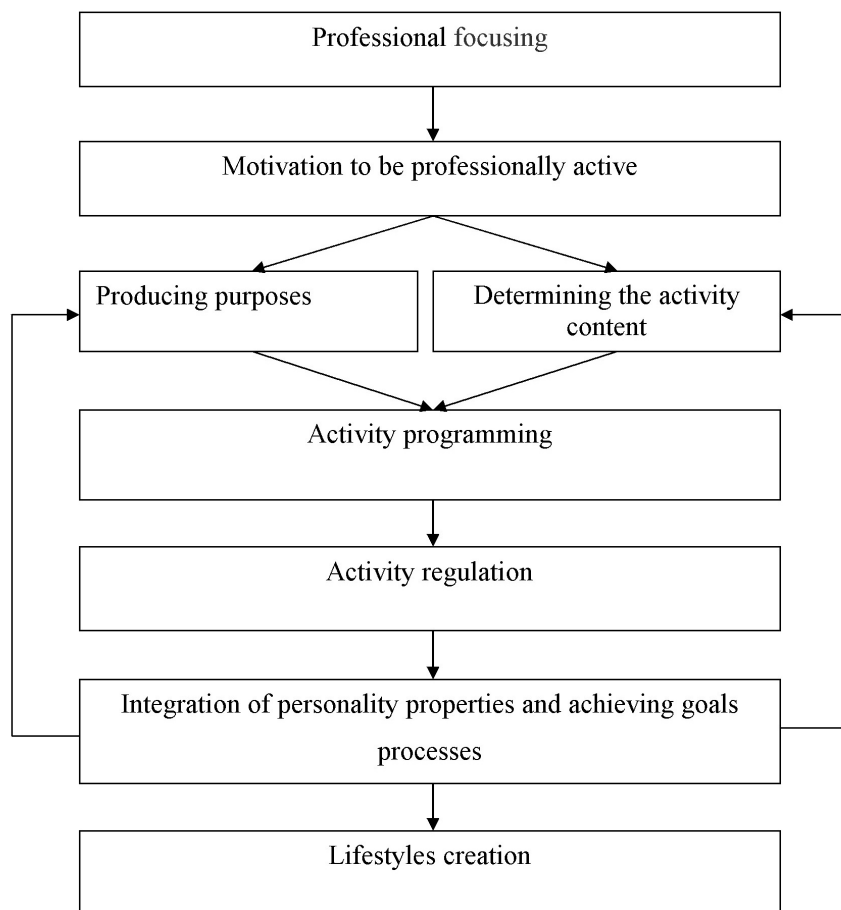 Professional focusing
Motivation to be professionally active
Producing purposes
Determining the activity
content
Activity programming
Activity regulation
Integration of personality properties and achieving goals
processes
Lifestyles creation